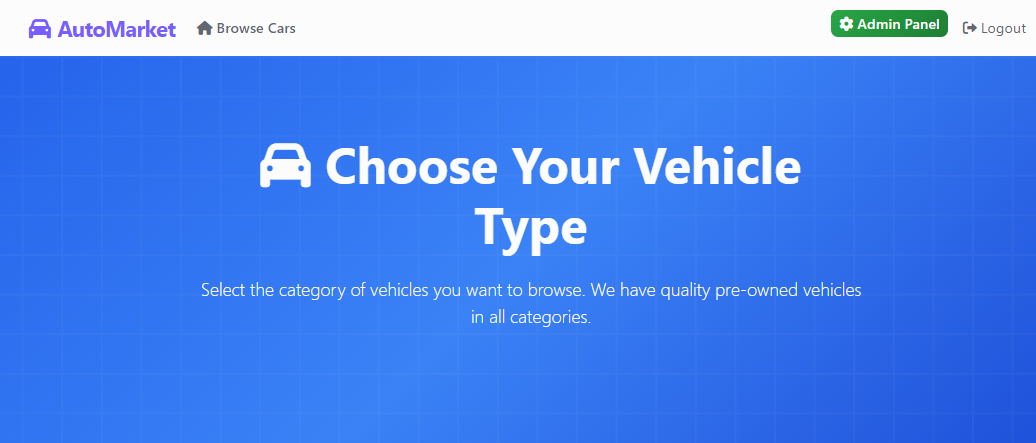 AutoMarket Browse Cars Admin Panel Logout
Choose Your Vehicle
Type
Select the category of vehicles you want to browse. We have quality pre-owned vehicles
in all categories.